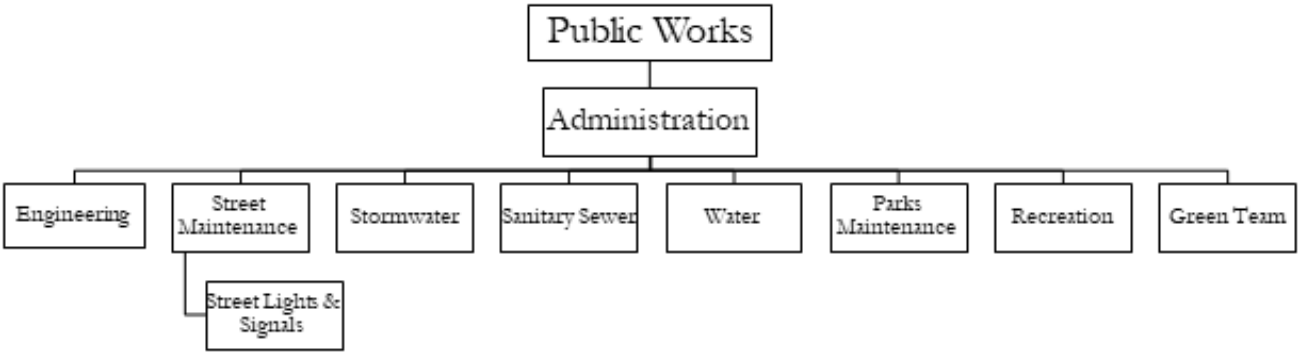 Public Works
Administration
Engineering
Street
Maintenance
Stormwater
Sanitary Sewer
Water
Parks
Maintenance
Recreation
Green Team
Street Lights &
Signals